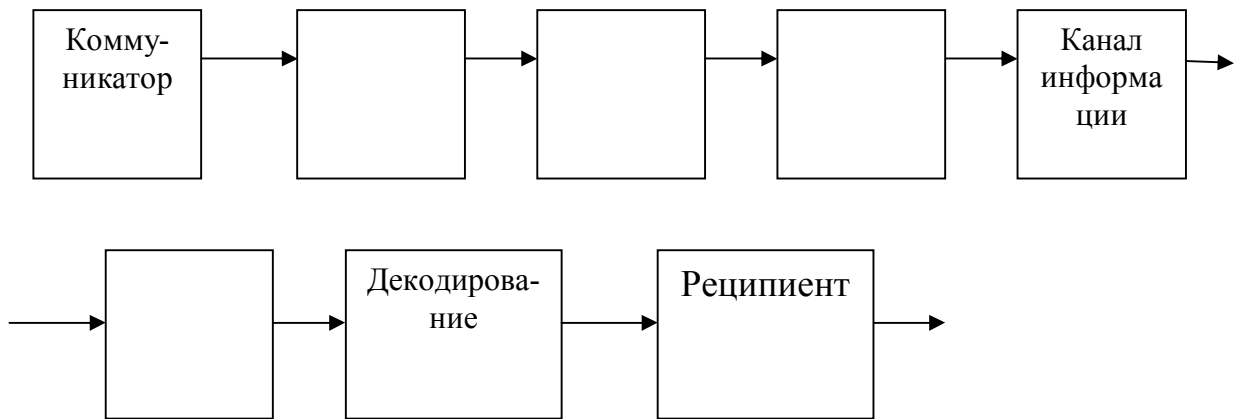 Комму-
никатор
Канал
информа
ции
Декодирова-
ние
Реципиент